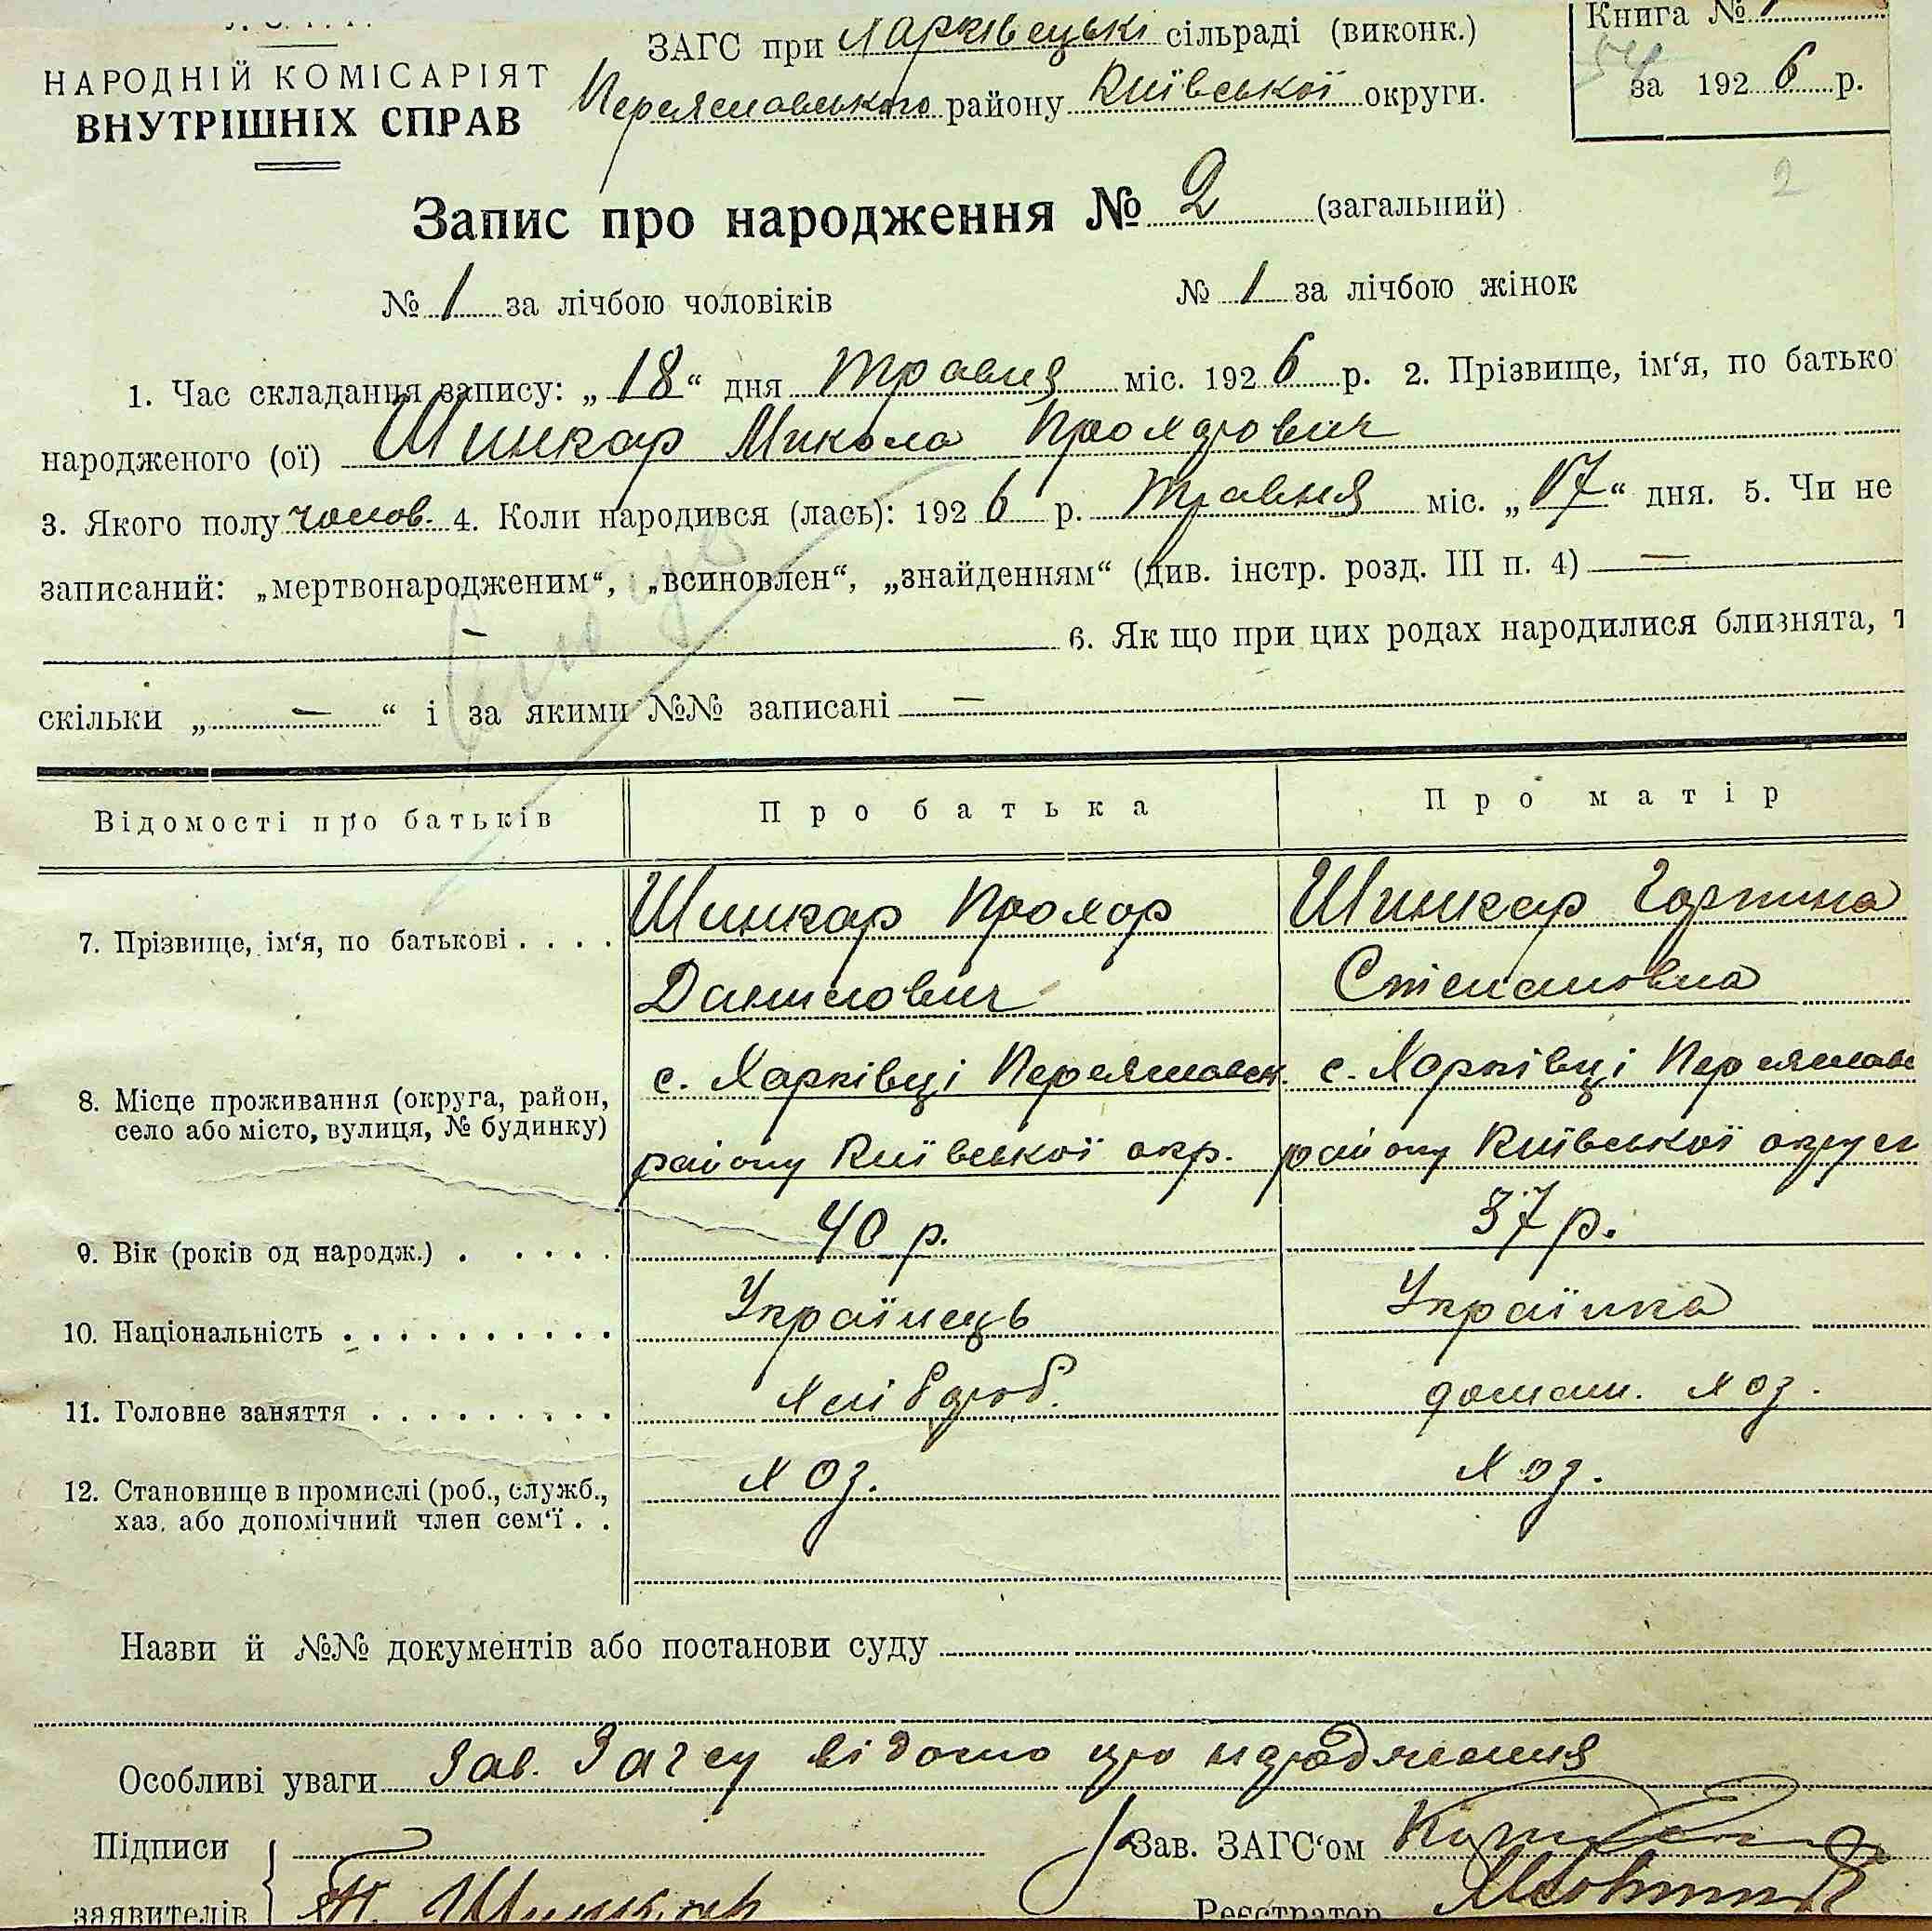 НАРОДНІЙ КОМІСАРІЯТ
ВНУТРІШНІХ СПРАВ
ЗАГС при Харківецькі сільраді (виконк.)
Переяславського району Київської округи.
Книга №
54
за 1926 р.
2
Запис про народження № 2 (загальний)
№ 1 за лічбою чоловіків № 1 за лічбою жінок
1. Час складання запису: „18“ дня травня міс. 1926 р. 2. Прізвище, ім‘я, по батько
народженого (ої) Шинкар Микола Прохорович
3. Якого полу чолов. 4. Коли народився (лась): 1926 р. травня міс. „17“ дня. 5. Чи не
записаний: „мертвонародженим“, „всиновлен“, „знайденням“ (див. інстр. розд. III п. 4) —
— 6. Як що при цих родах народилися близнята, т
скільки „ — “ і за якими №№ записані —
Відомості про батьків Про батька Про матір
7. Прізвище, ім‘я, по батькові . . . . Шинкар Прохор Шинкар Горпина
Данилович Степановна
8. Місце проживання (округа, район, село або місто, вулиця, № будинку) с. Харківці Переяславськ. с. Харківці Переяслав
району Київської окр. району Київської округи
9. Вік (років од народж.) . . . . . 40 р. 37 р.
10. Національність . . . . . . . . . . Українець Українка
11. Головне заняття . . . . . . . . . хлібороб. домаш. хоз.
12. Становище в промислі (роб., служб., хаз. або допомічний член сем‘ї . . хоз. хоз.
Назви й №№ документів або постанови суду
Особливі уваги Зав. Загсу відомо про народження
Підписи
заявителів
Зав. ЗАГС‘ом
Шинкар
Реєстратор